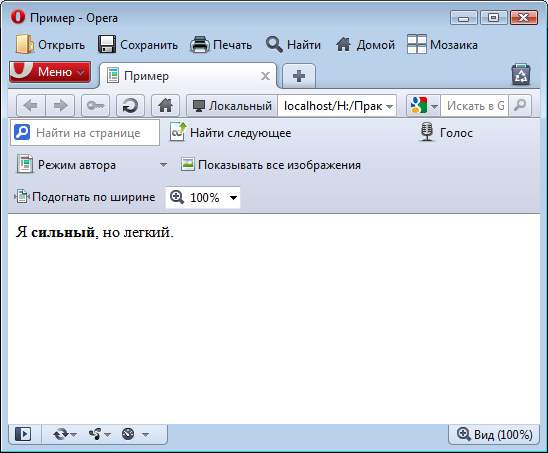 Пример - Opera
Открыть Сохранить Печать Найти Домой Мозаика
Меню Пример
Локальный localhost/H:/Прак Искать в G
Найти на странице Найти следующее Голос
Режим автора Показывать все изображения
Подогнать по ширине 100%
Я сильный, но легкий.
Вид (100%)